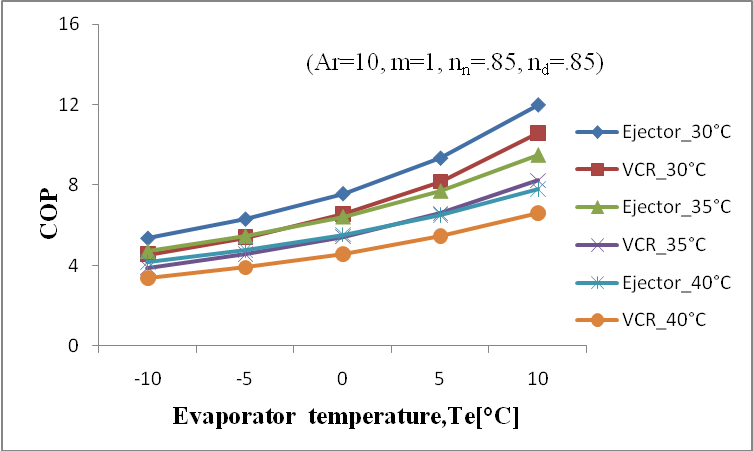 16
(Ar=10, m=1, nn=.85, nd=.85)
12
8
4
0
COP
-10 -5 0 5 10
Evaporator temperature,Te[°C]
Ejector_30°C
VCR_30°C
Ejector_35°C
VCR_35°C
Ejector_40°C
VCR_40°C